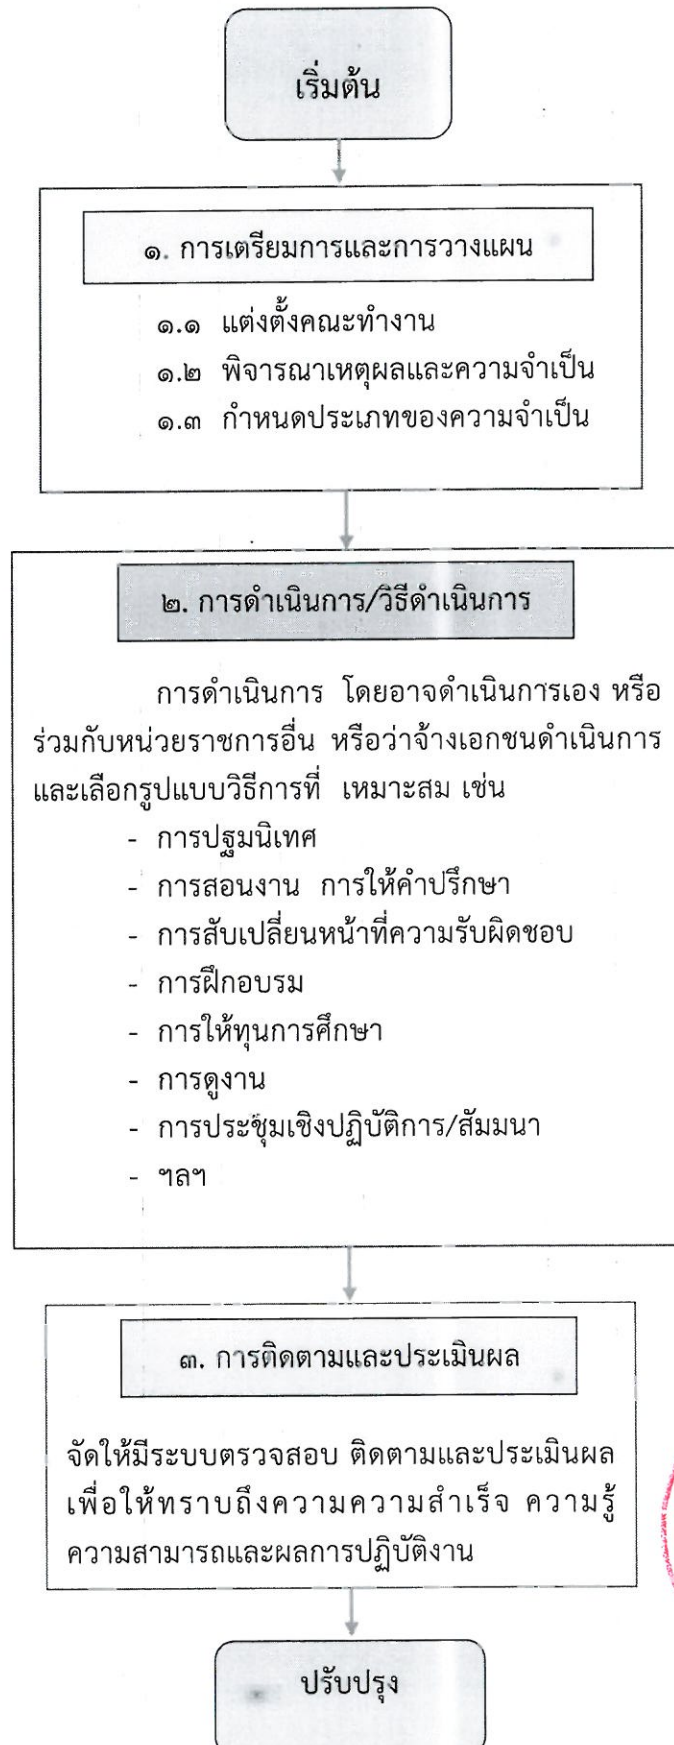 เริ่มต้น
๑. การเตรียมการและการวางแผน
๑.๑ แต่งตั้งคณะทำงาน
๑.๒ พิจารณาเหตุผลและความจำเป็น
๑.๓ กำหนดประเภทของความจำเป็น
๒. การดำเนินการ/วิธีดำเนินการ
การดำเนินการ โดยอาจดำเนินการเอง หรือ
ร่วมกับหน่วยราชการอื่น หรือว่าจ้างเอกชนดำเนินการ
และเลือกรูปแบบวิธีการที่ เหมาะสม เช่น
- การปฐมนิเทศ
- การสอนงาน การให้คำปรึกษา
- การสับเปลี่ยนหน้าที่ความรับผิดชอบ
- การฝึกอบรม
- การให้ทุนการศึกษา
- การดูงาน
- การประชุมเชิงปฏิบัติการ/สัมมนา
- ฯลฯ
๓. การติดตามและประเมินผล
จัดให้มีระบบตรวจสอบ ติดตามและประเมินผล
เพื่อให้ทราบถึงความความสำเร็จ ความรู้
ความสามารถและผลการปฏิบัติงาน
ปรับปรุง